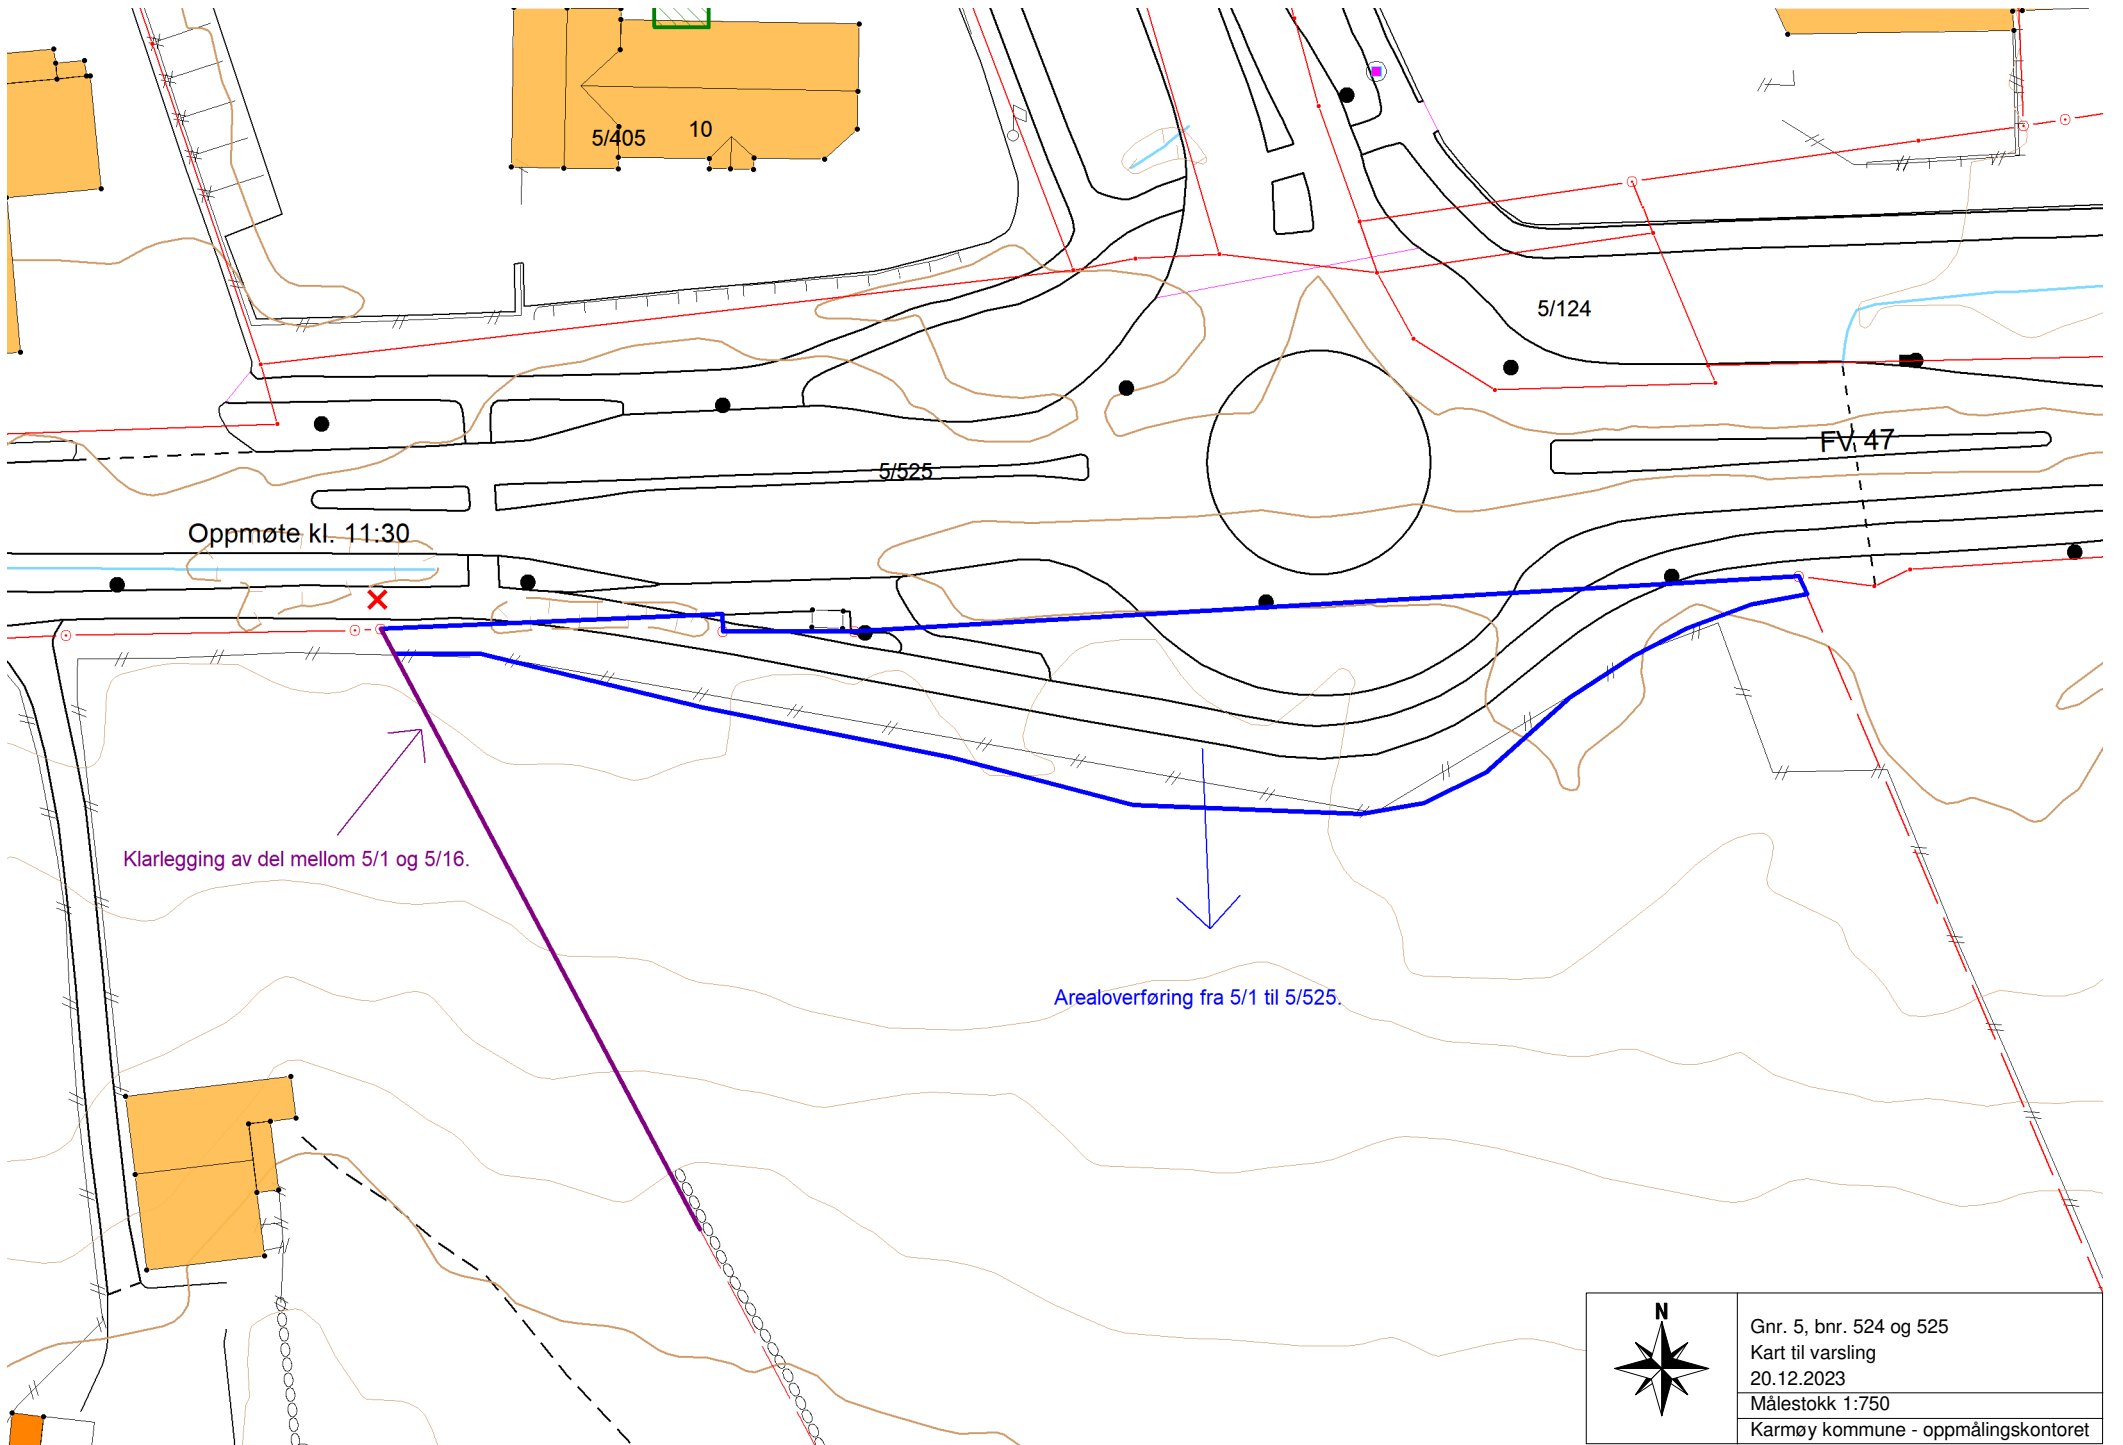 5/405
10
5/124
FV 47
5/525
Oppmøte kl. 11:30
Klarlegging av del mellom 5/1 og 5/16.
Arealoverføring fra 5/1 til 5/525.
N
Gnr. 5, bnr. 524 og 525
Kart til varsling
20.12.2023
Målestokk 1:750
Karmøy kommune - oppmålingskontoret